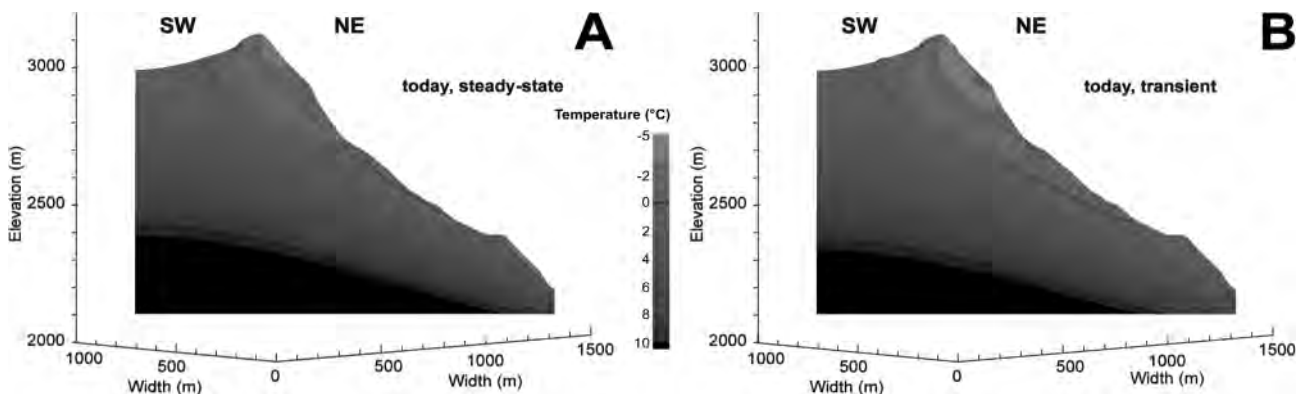 SW NE A
today, steady-state
Elevation (m)
3000
2500
2000
1000 500 0 500 1000 1500
Width (m) Width (m)
Temperature (°C)
-5
-2
0
2
4
6
8
10
SW NE B
today, transient
Elevation (m)
3000
2500
2000
1000 500 0 500 1000 1500
Width (m) Width (m)